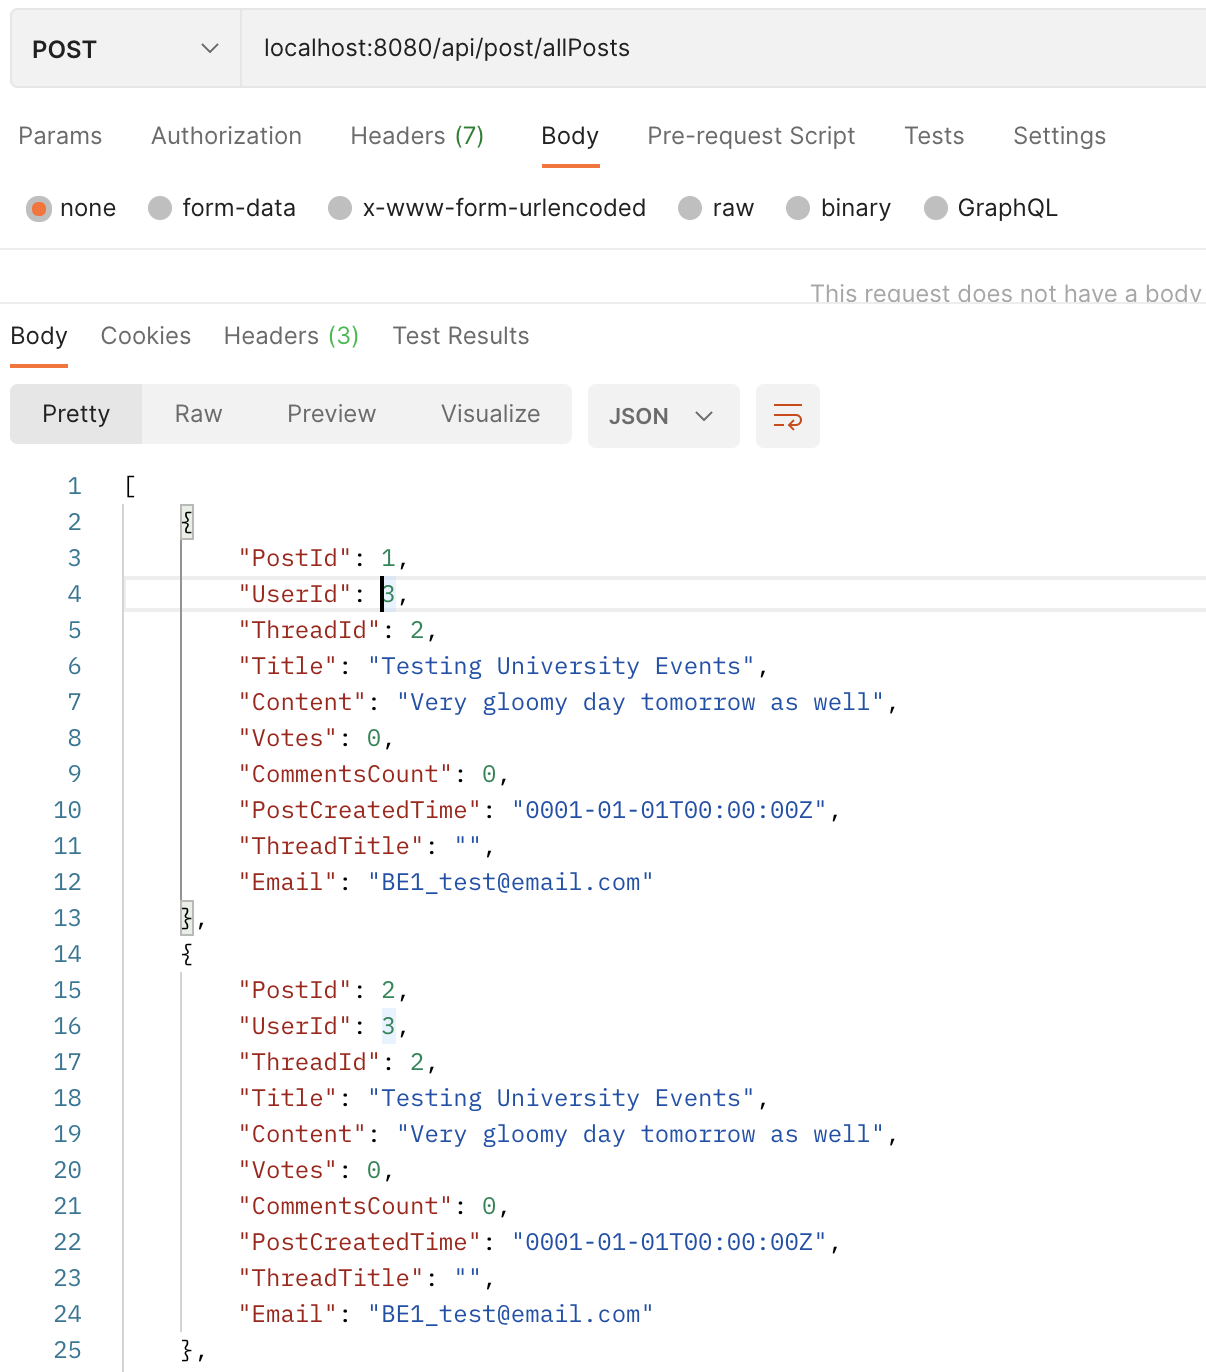 POST localhost:8080/api/post/allPosts
Params Authorization Headers (7) Body Pre-request Script Tests Settings
none form-data x-www-form-urlencoded raw binary GraphQL
This request does not have a body
Body Cookies Headers (3) Test Results
Pretty Raw Preview Visualize JSON
1 [
2 {
3 "PostId": 1,
4 "UserId": 3,
5 "ThreadId": 2,
6 "Title": "Testing University Events",
7 "Content": "Very gloomy day tomorrow as well",
8 "Votes": 0,
9 "CommentsCount": 0,
10 "PostCreatedTime": "0001-01-01T00:00:00Z",
11 "ThreadTitle": "",
12 "Email": "BE1_test@email.com"
13 },
14 {
15 "PostId": 2,
16 "UserId": 3,
17 "ThreadId": 2,
18 "Title": "Testing University Events",
19 "Content": "Very gloomy day tomorrow as well",
20 "Votes": 0,
21 "CommentsCount": 0,
22 "PostCreatedTime": "0001-01-01T00:00:00Z",
23 "ThreadTitle": "",
24 "Email": "BE1_test@email.com"
25 },